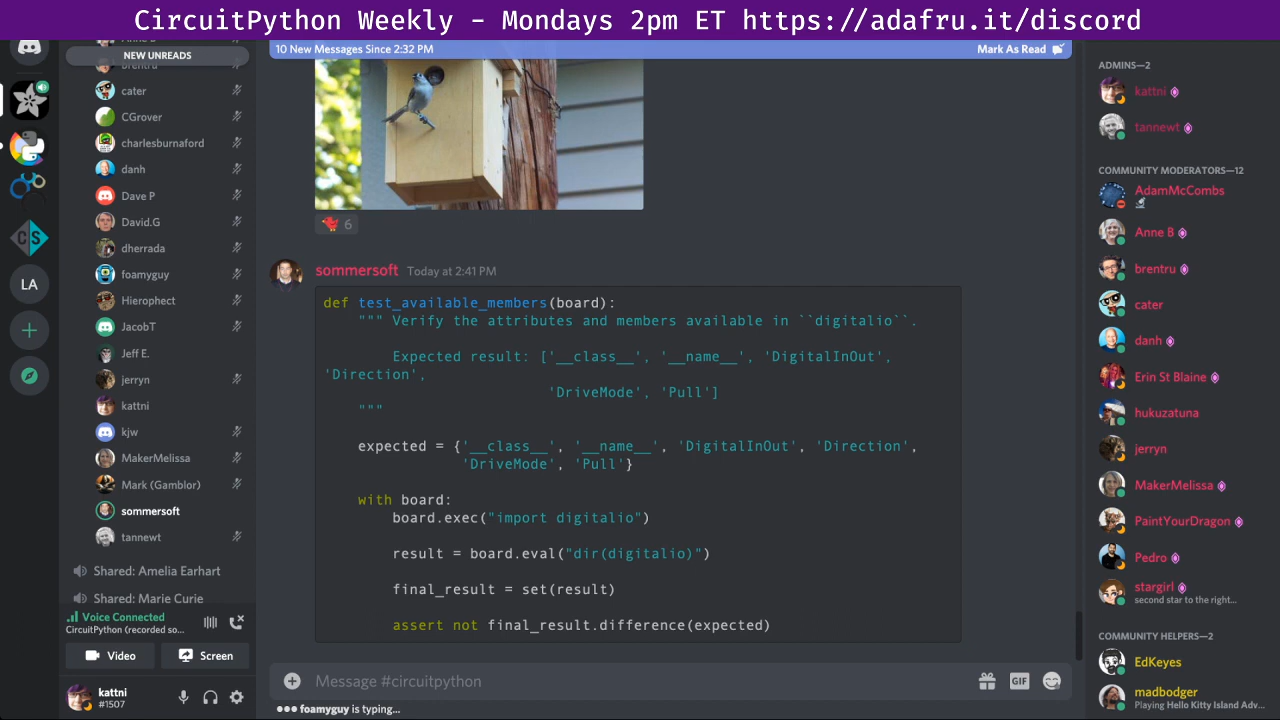 CircuitPython Weekly - Mondays 2pm ET https://adafru.it/discord
NEW UNREADS
brentru
cater
CGrover
charlesburnaford
danh
Dave P
David.G
dherrada
foamyguy
Hierophect
JacobT
Jeff E.
jerryn
kattni
kjw
MakerMelissa
Mark (Gamblor)
sommersoft
tannewt
Shared: Amelia Earhart
Shared: Marie Curie
Voice Connected
CircuitPython (recorded so...
Video
Screen
kattni
#1507
CS
LA
10 New Messages Since 2:32 PM
Mark As Read
6
sommersoft Today at 2:41 PM
def test_available_members(board):
""" Verify the attributes and members available in ``digitalio``.
Expected result: ['__class__', '__name__', 'DigitalInOut',
'Direction',
'DriveMode', 'Pull']
"""
expected = {'__class__', '__name__', 'DigitalInOut', 'Direction',
'DriveMode', 'Pull'}
with board:
board.exec("import digitalio")
result = board.eval("dir(digitalio)")
final_result = set(result)
assert not final_result.difference(expected)
Message #circuitpython
GIF
foamyguy is typing...
ADMINS—2
kattni
tannewt
COMMUNITY MODERATORS—12
AdamMcCombs
Anne B
brentru
cater
danh
Erin St Blaine
hukuzatuna
jerryn
MakerMelissa
PaintYourDragon
Pedro
stargirl
second star to the right...
COMMUNITY HELPERS—2
EdKeyes
madbodger
Playing Hello Kitty Island Adv...